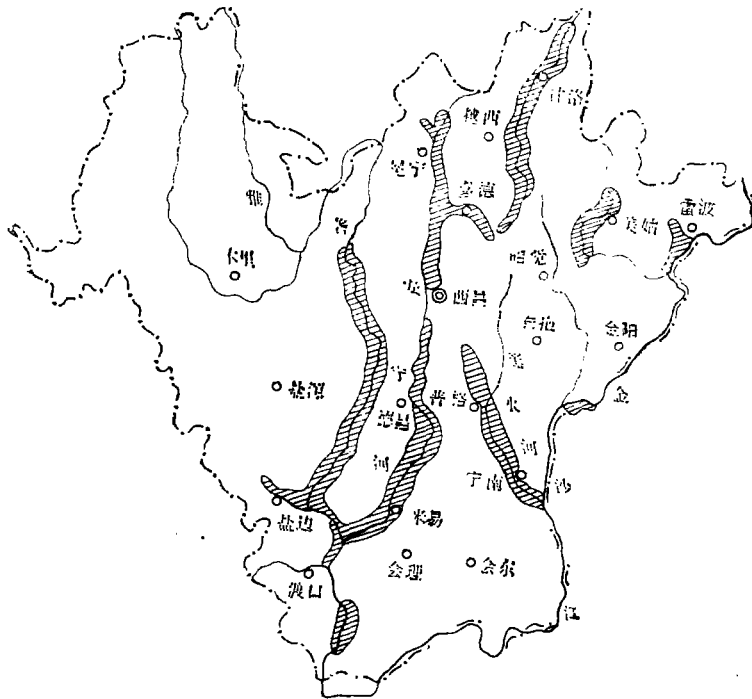 甘洛
越西
冕宁
喜德
雷波
美姑
雅
木里
昭觉
安
西昌
布拖
金阳
黑
盐源
宁
普格
水
金
德昌
河
河
宁南
沙
盐边
米易
会理
会东
渡口
江